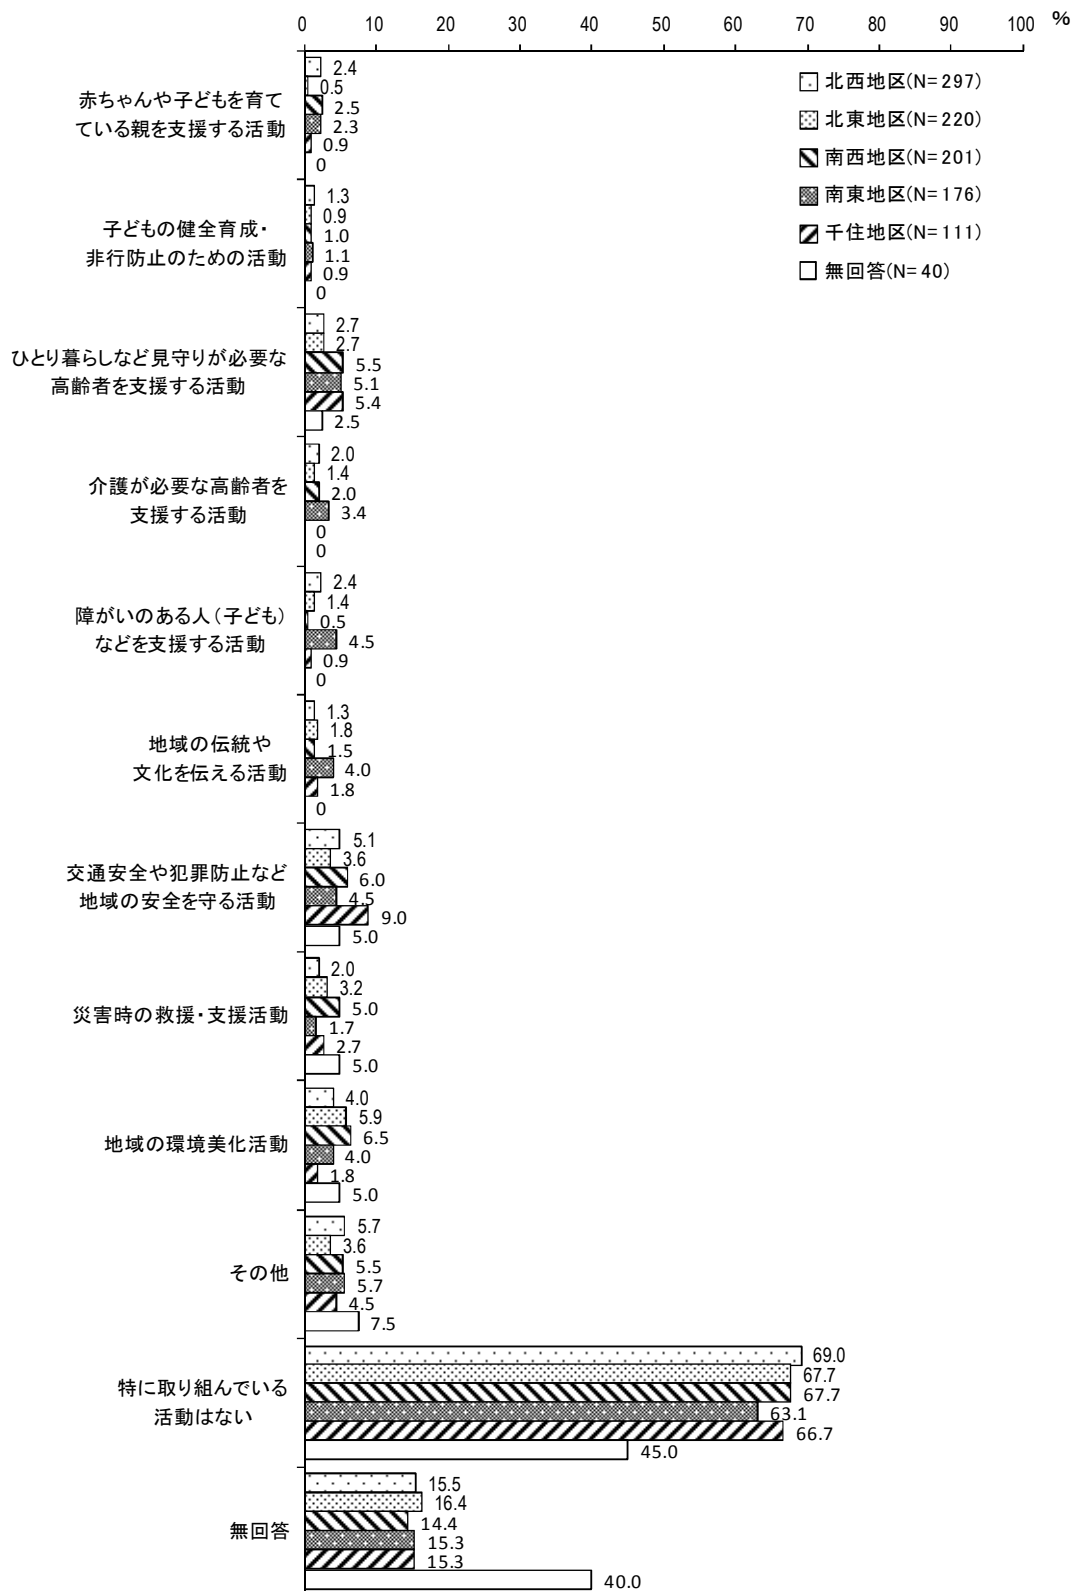 0 10 20 30 40 50 60 70 80 90 100 %
北西地区(N=297)
北東地区(N=220)
南西地区(N=201)
南東地区(N=176)
千住地区(N=111)
無回答(N=40)
赤ちゃんや子どもを育て
ている親を支援する活動
2.4
0.5
2.5
2.3
0.9
0
子どもの健全育成・
非行防止のための活動
1.3
0.9
1.0
1.1
0.9
0
ひとり暮らしなど見守りが必要な
高齢者を支援する活動
2.7
2.7
5.5
5.1
5.4
2.5
介護が必要な高齢者を
支援する活動
2.0
1.4
2.0
3.4
0
0
障がいのある人(子ども)
などを支援する活動
2.4
1.4
0.5
4.5
0.9
0
地域の伝統や
文化を伝える活動
1.3
1.8
1.5
4.0
1.8
0
交通安全や犯罪防止など
地域の安全を守る活動
5.1
3.6
6.0
4.5
9.0
5.0
災害時の救援・支援活動
2.0
3.2
5.0
1.7
2.7
5.0
地域の環境美化活動
4.0
5.9
6.5
4.0
1.8
5.0
その他
5.7
3.6
5.5
5.7
4.5
7.5
特に取り組んでいる
活動はない
69.0
67.7
67.7
63.1
66.7
45.0
無回答
15.5
16.4
14.4
15.3
15.3
40.0